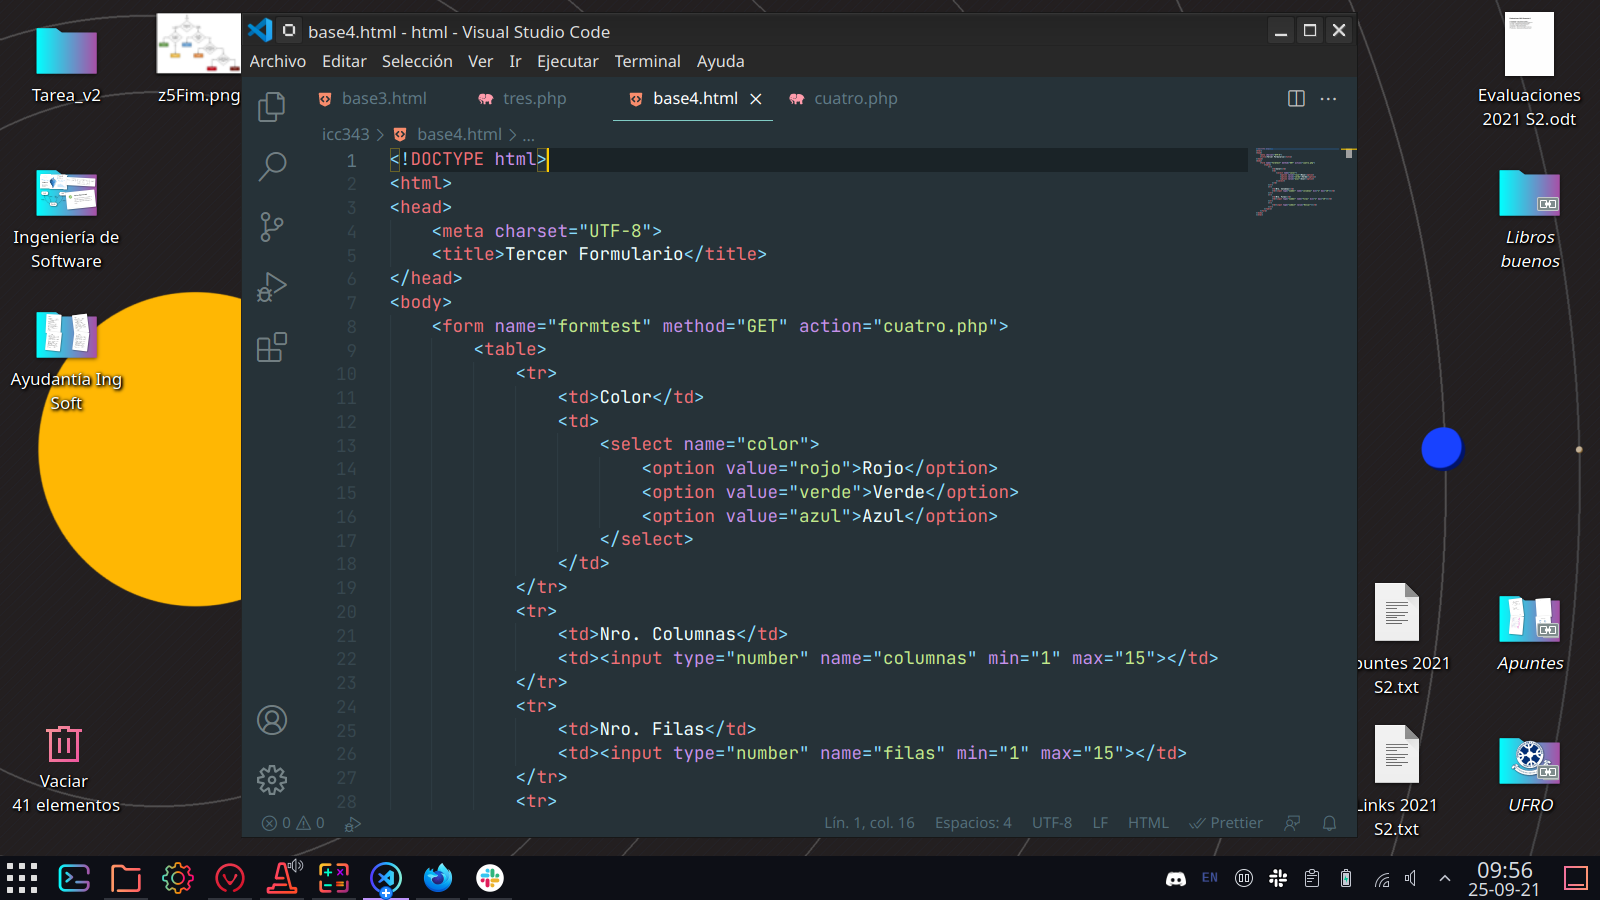 base4.html - html - Visual Studio Code
Archivo Editar Selección Ver Ir Ejecutar Terminal Ayuda
base3.html tres.php base4.html cuatro.php
icc343 > base4.html > ...
1 <!DOCTYPE html>
2 <html>
3 <head>
4 <meta charset="UTF-8">
5 <title>Tercer Formulario</title>
6 </head>
7 <body>
8 <form name="formtest" method="GET" action="cuatro.php">
9 <table>
10 <tr>
11 <td>Color</td>
12 <td>
13 <select name="color">
14 <option value="rojo">Rojo</option>
15 <option value="verde">Verde</option>
16 <option value="azul">Azul</option>
17 </select>
18 </td>
19 </tr>
20 <tr>
21 <td>Nro. Columnas</td>
22 <td><input type="number" name="columnas" min="1" max="15"></td>
23 </tr>
24 <tr>
25 <td>Nro. Filas</td>
26 <td><input type="number" name="filas" min="1" max="15"></td>
27 </tr>
28 <tr>
0 0 Lín. 1, col. 16 Espacios: 4 UTF-8 LF HTML Prettier
Tarea_v2
z5Fim.png
Ingeniería de
Software
Ayudantía Ing
Soft
Vaciar
41 elementos
Evaluaciones
2021 S2.odt
Libros
buenos
puntes 2021
S2.txt
Apuntes
Links 2021
S2.txt
UFRO
EN
09:56
25-09-21